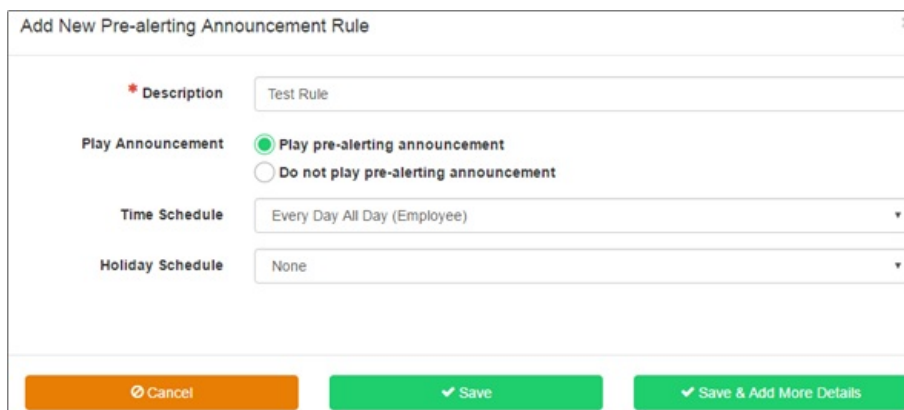 Add New Pre-alerting Announcement Rule
* Description
Test Rule
Play Announcement
Play pre-alerting announcement
Do not play pre-alerting announcement
Time Schedule
Every Day All Day (Employee)
Holiday Schedule
None
Cancel
Save
Save & Add More Details